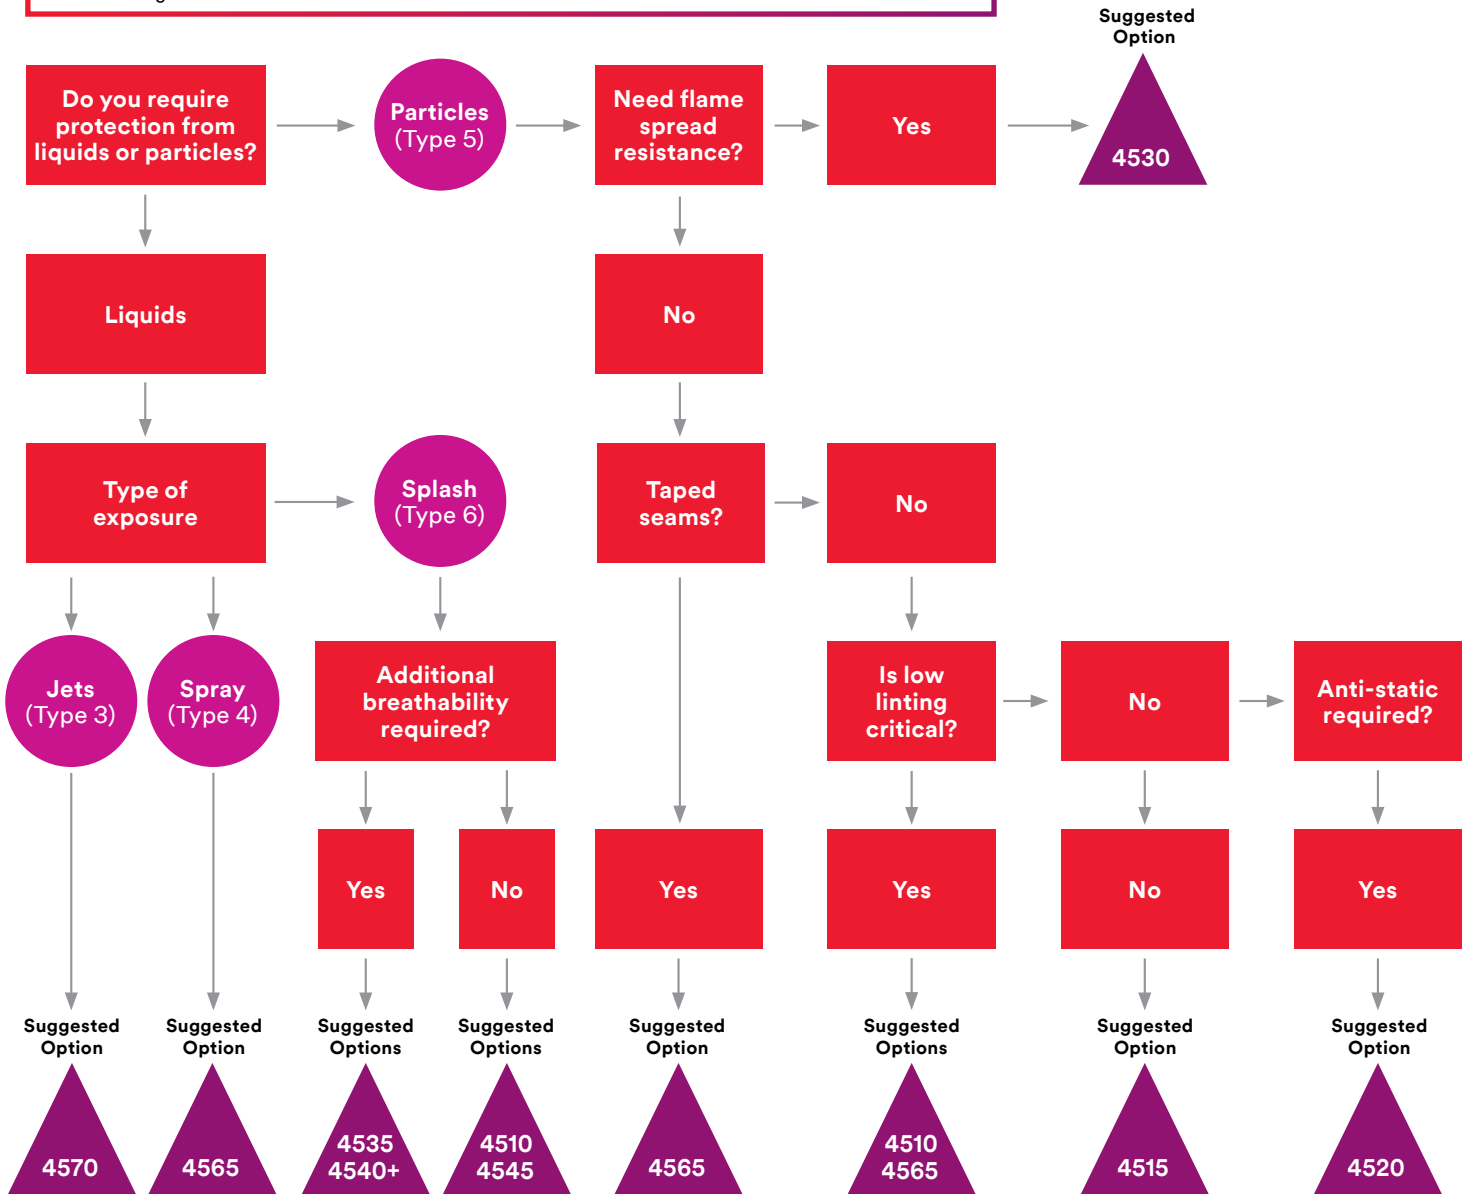 Suggested
Option
Do you require
protection from
liquids or particles?
Particles
(Type 5)
Need flame
spread
resistance?
Yes
4530
Liquids
No
Type of
exposure
Splash
(Type 6)
Taped
seams?
No
Jets
(Type 3)
Spray
(Type 4)
Additional
breathability
required?
Is low
linting
critical?
No
Anti-static
required?
Yes
No
Yes
Yes
No
Yes
Suggested
Option
Suggested
Option
Suggested
Options
Suggested
Options
Suggested
Option
Suggested
Options
Suggested
Option
Suggested
Option
4570
4565
4535
4540+
4510
4545
4565
4510
4565
4515
4520